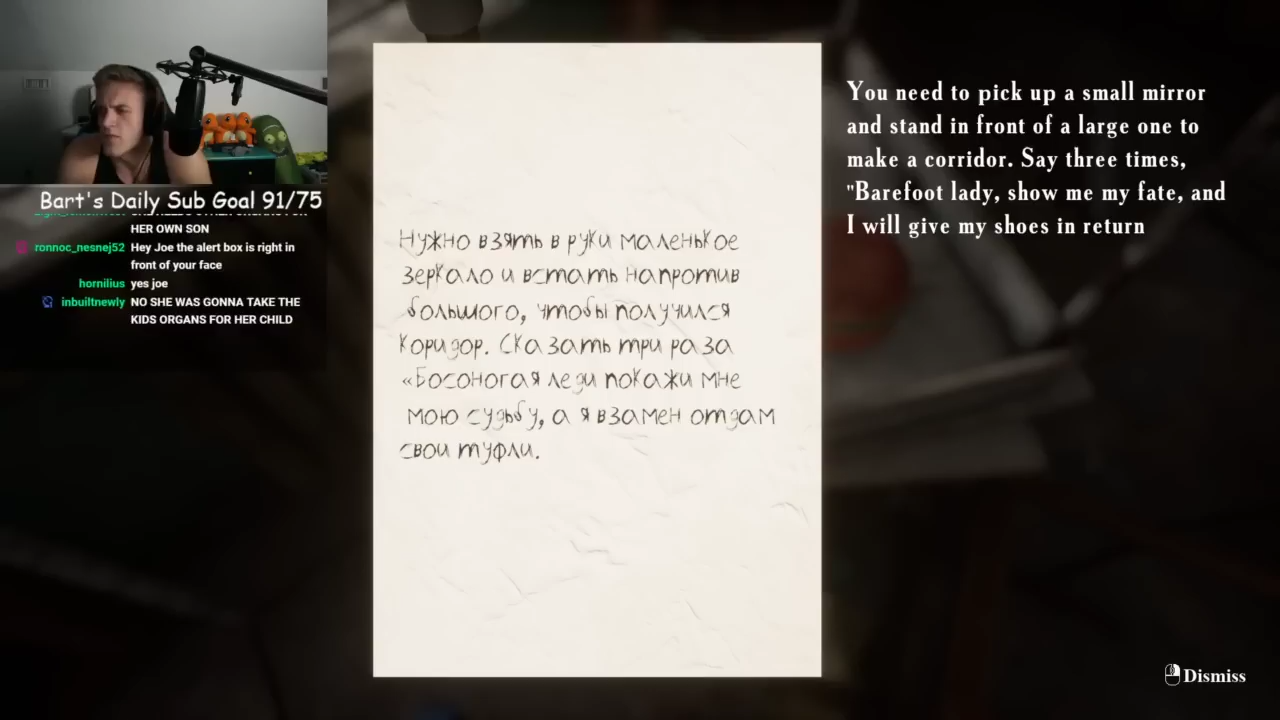 Bart's Daily Sub Goal 91/75
HER OWN SON
ronnoc_nesnej52 Hey Joe the alert box is right in
front of your face
hornilius yes joe
inbuiltnewly NO SHE WAS GONNA TAKE THE
KIDS ORGANS FOR HER CHILD
Нужно взять в руки маленькое
зеркало и встать напротив
большого, чтобы получился
коридор. Сказать три раза
«Босоногая леди покажи мне
мою судьбу, а я взамен отдам
свои туфли.
You need to pick up a small mirror
and stand in front of a large one to
make a corridor. Say three times,
"Barefoot lady, show me my fate, and
I will give my shoes in return
Dismiss